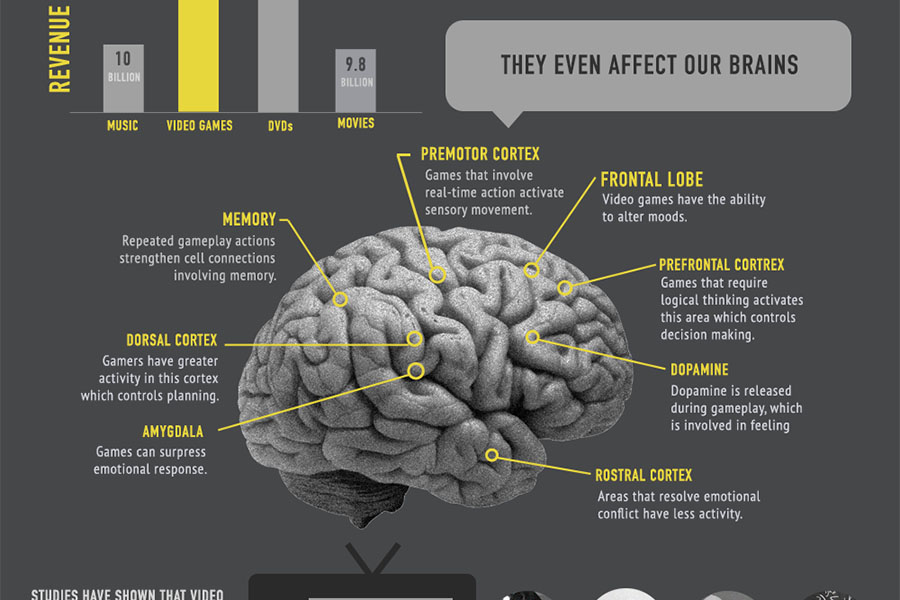 REVENUE
10
BILLION
9.8
BILLION
MUSIC
VIDEO GAMES
DVDs
MOVIES
THEY EVEN AFFECT OUR BRAINS
PREMOTOR CORTEX
Games that involve
real-time action activate
sensory movement.
FRONTAL LOBE
Video games have the ability
to alter moods.
MEMORY
Repeated gameplay actions
strengthen cell connections
involving memory.
PREFRONTAL CORTREX
Games that require
logical thinking activates
this area which controls
decision making.
DORSAL CORTEX
Gamers have greater
activity in this cortex
which controls planning.
DOPAMINE
Dopamine is released
during gameplay, which
is involved in feeling
AMYGDALA
Games can surpress
emotional response.
ROSTRAL CORTEX
Areas that resolve emotional
conflict have less activity.
STUDIES HAVE SHOWN THAT VIDEO